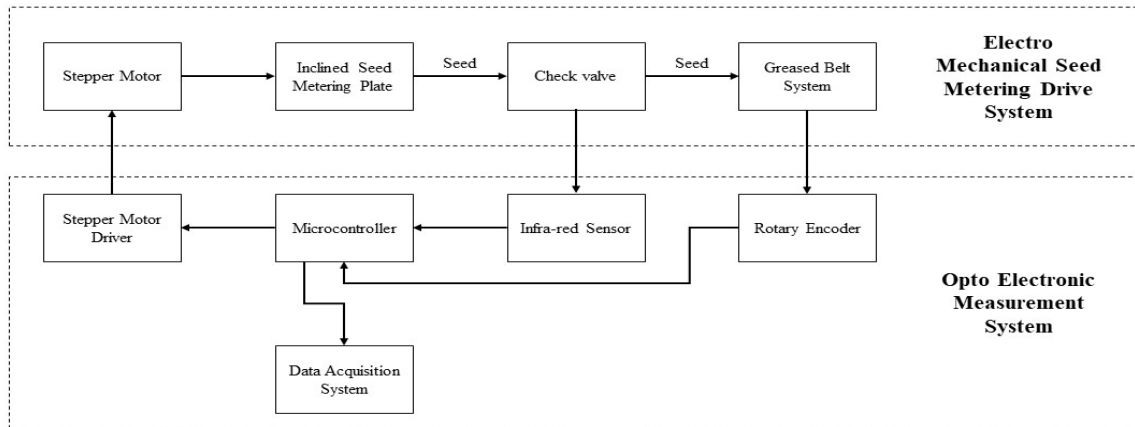 Stepper Motor
Inclined Seed
Metering Plate
Seed
Check valve
Seed
Greased Belt
System
Electro
Mechanical Seed
Metering Drive
System
Stepper Motor
Driver
Microcontroller
Infra-red Sensor
Rotary Encoder
Opto Electronic
Measurement
System
Data Acquisition
System